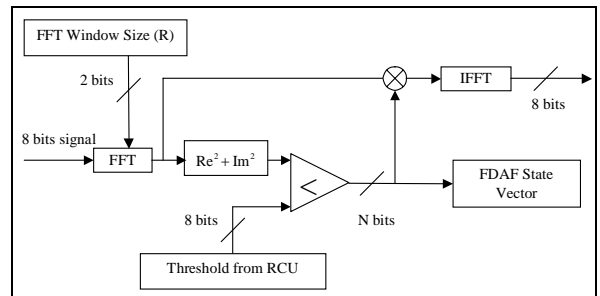 FFT Window Size (R)
2 bits
IFFT
8 bits
8 bits signal
FFT
Re² + Im²
<
FDAF State
Vector
8 bits
N bits
Threshold from RCU